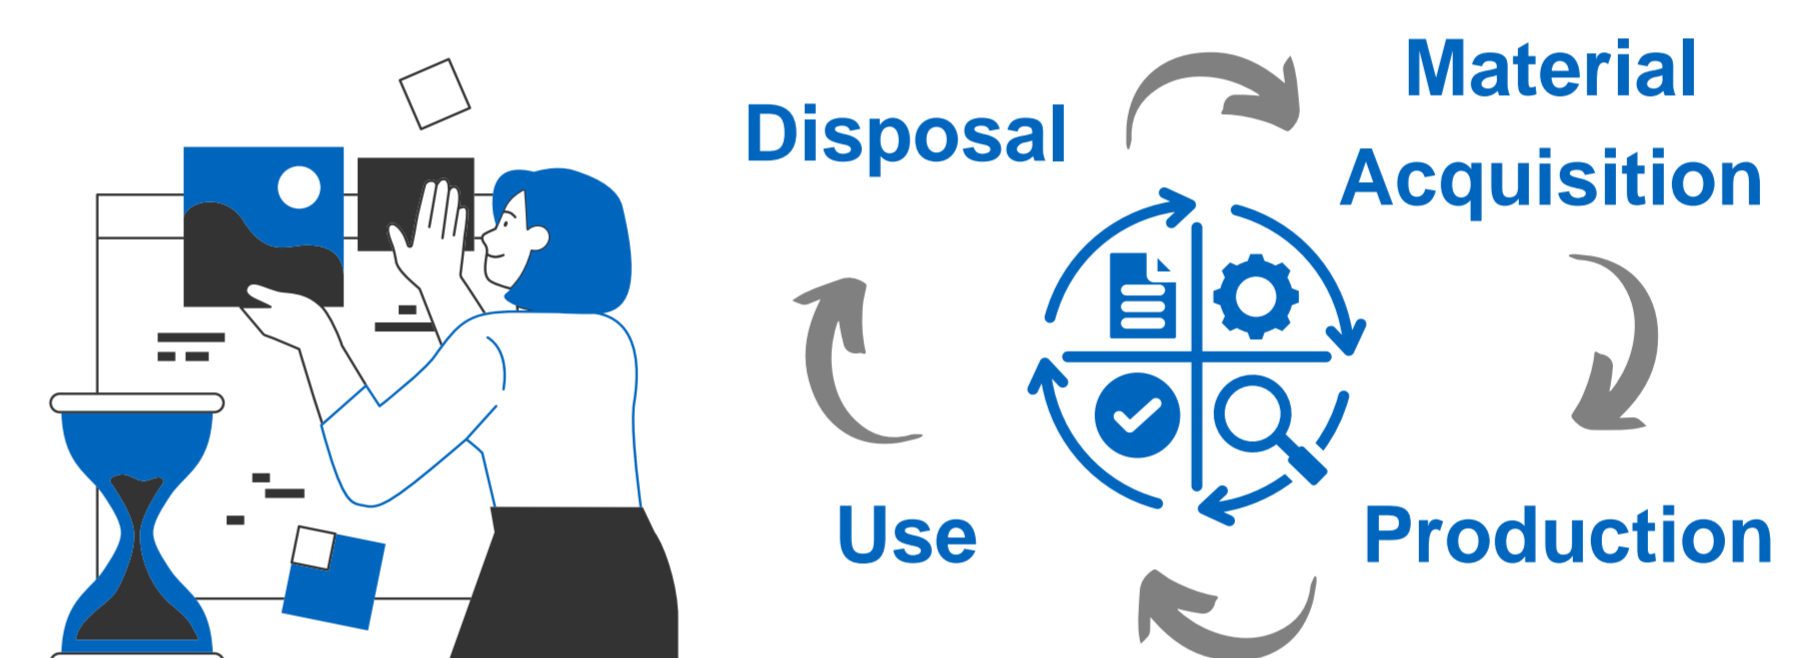 Disposal
Material
Acquisition
Use
Production